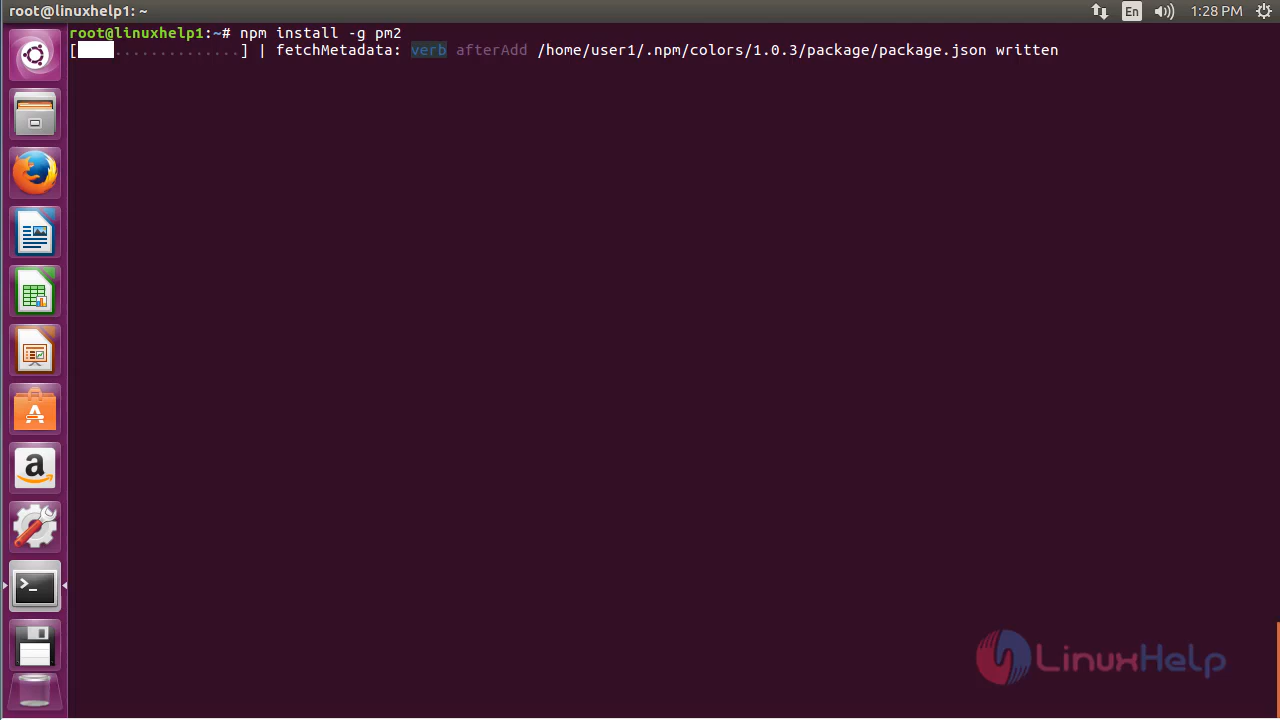 root@linuxhelp1: ~
En
1:28 PM
root@linuxhelp1:~# npm install -g pm2
[    ..............] | fetchMetadata: verb afterAdd /home/user1/.npm/colors/1.0.3/package/package.json written
LinuxHelp